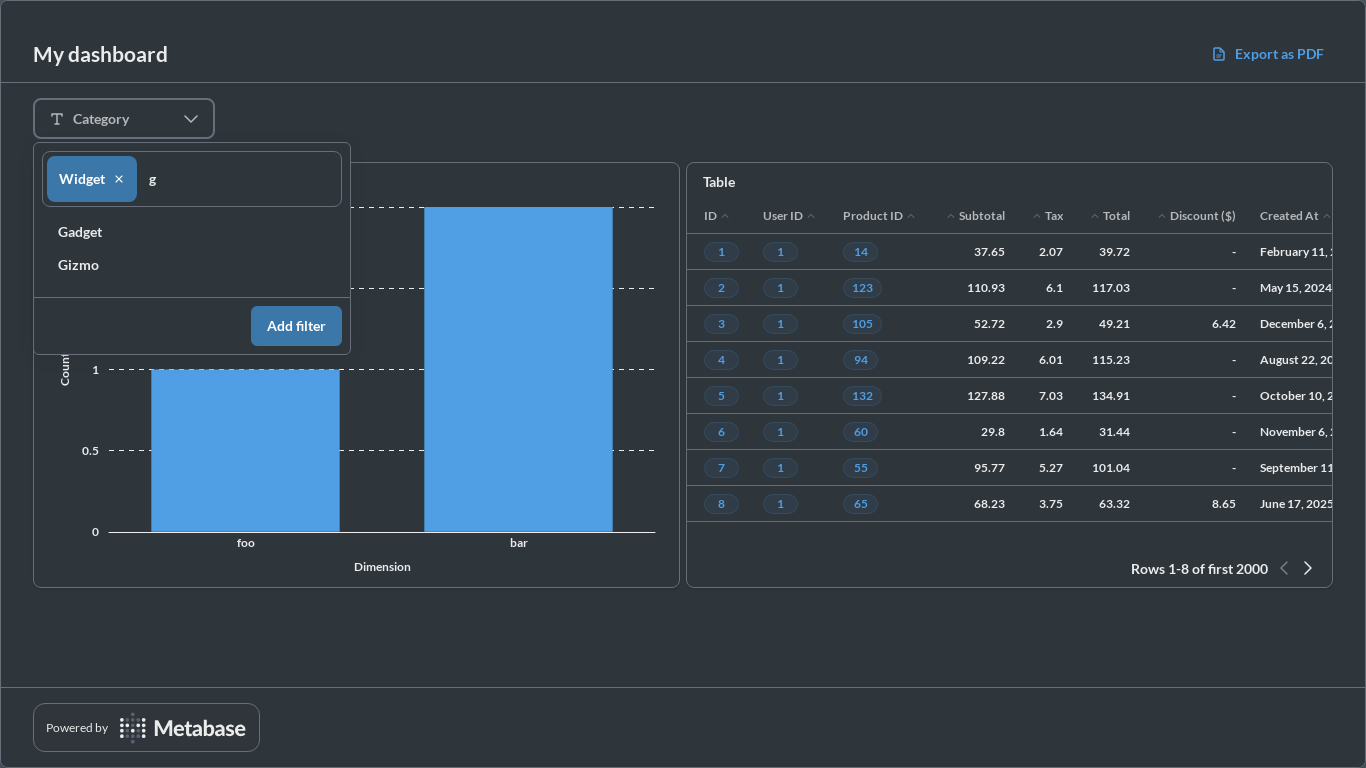 My dashboard
Export as PDF
Category
Widget
g
Gadget
Gizmo
Add filter
Count
1
0.5
0
foo
bar
Dimension
Table
ID User ID Product ID Subtotal Tax Total Discount ($) Created At
1 1 14 37.65 2.07 39.72 - February 11,
2 1 123 110.93 6.1 117.03 - May 15, 2024
3 1 105 52.72 2.9 49.21 6.42 December 6,
4 1 94 109.22 6.01 115.23 - August 22, 20
5 1 132 127.88 7.03 134.91 - October 10, 2
6 1 60 29.8 1.64 31.44 - November 6,
7 1 55 95.77 5.27 101.04 - September 11
8 1 65 68.23 3.75 63.32 8.65 June 17, 2025
Rows 1-8 of first 2000
Powered by Metabase